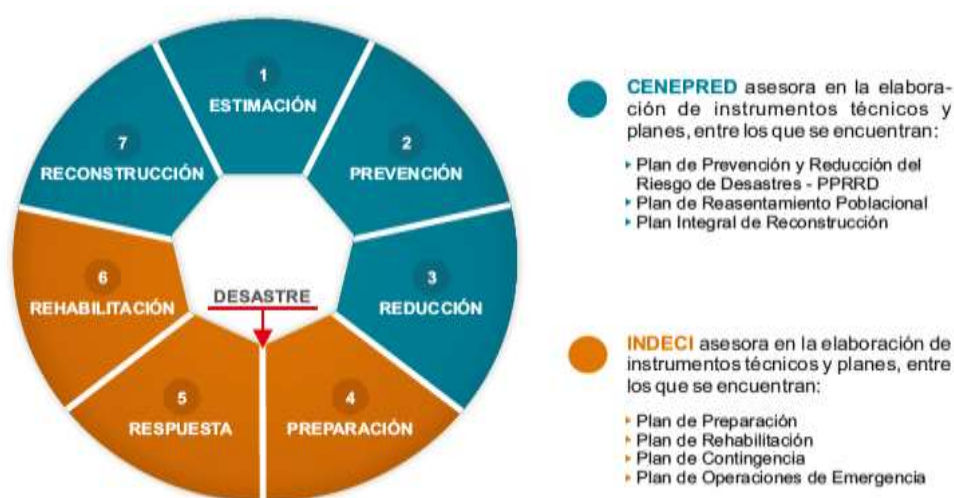 1
ESTIMACIÓN
2
PREVENCIÓN
3
REDUCCIÓN
4
PREPARACIÓN
5
RESPUESTA
6
REHABILITACIÓN
7
RECONSTRUCCIÓN
DESASTRE
CENEPRED asesora en la elabora-
ción de instrumentos técnicos y
planes, entre los que se encuentran:
Plan de Prevención y Reducción del
Riesgo de Desastres - PPRRD
Plan de Reasentamiento Poblacional
Plan Integral de Reconstrucción
INDECI asesora en la elaboración de
instrumentos técnicos y planes, entre
los que se encuentran:
Plan de Preparación
Plan de Rehabilitación
Plan de Contingencia
Plan de Operaciones de Emergencia